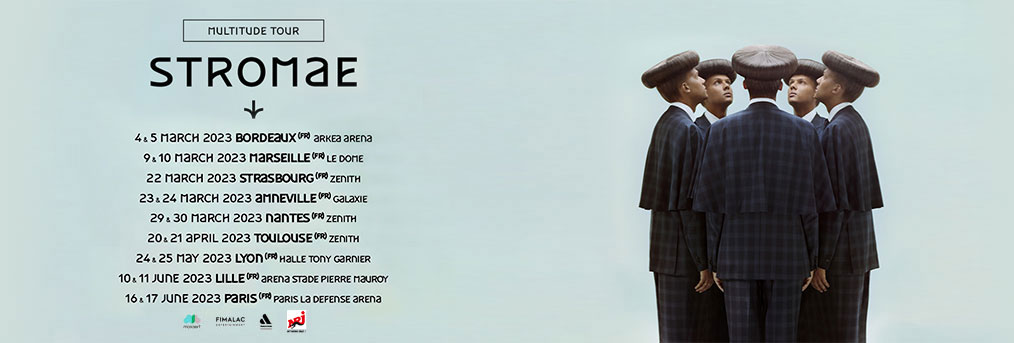 MULTITUDE TOUR
STROMaE
4 & 5 MaRCH 2023 BORDEaUX (FR) aRKEa aRENa
9 & 10 MaRCH 2023 MaRSEILLE (FR) LE DOME
22 MaRCH 2023 STRaSBOURG (FR) ZENITH
23 & 24 MaRCH 2023 aMNEVILLE (FR) GaLaXIE
29 & 30 MaRCH 2023 NaNTES (FR) ZENITH
20 & 21 aPRIL 2023 TOULOUSE (FR) ZENITH
24 & 25 MaY 2023 LYON (FR) HaLLE TONY GaRNIER
10 & 11 JUNE 2023 LILLE (FR) aRENa STaDE PIERRE MaUROY
16 & 17 JUNE 2023 PaRIS (FR) PaRIS La DEFENSE aRENa
FIMALAC
ENTERTAINMENT
NRJ